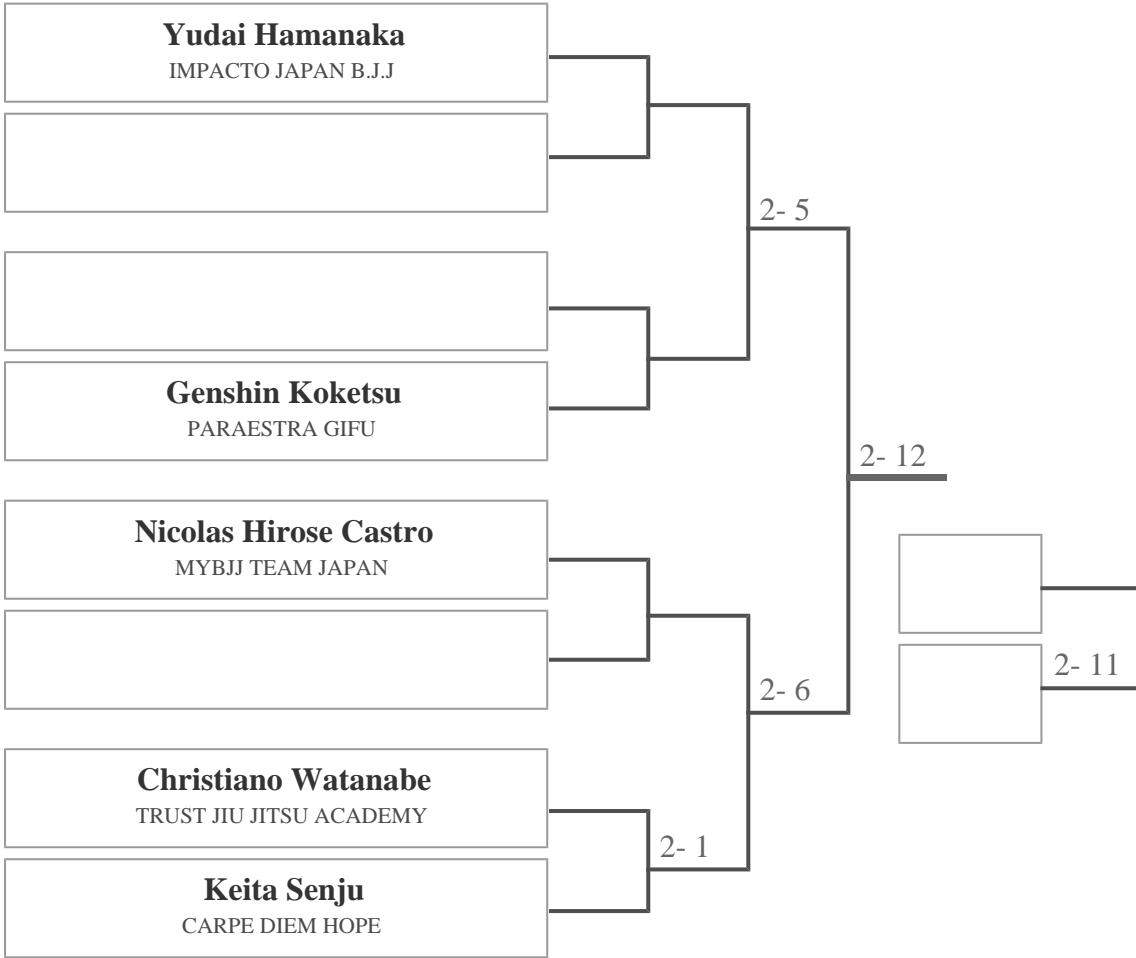 Yudai Hamanaka
IMPACTO JAPAN B.J.J
2- 5
Genshin Koketsu
PARAESTRA GIFU
2- 12
Nicolas Hirose Castro
MYBJJ TEAM JAPAN
2- 11
2- 6
Christiano Watanabe
TRUST JIU JITSU ACADEMY
2- 1
Keita Senju
CARPE DIEM HOPE